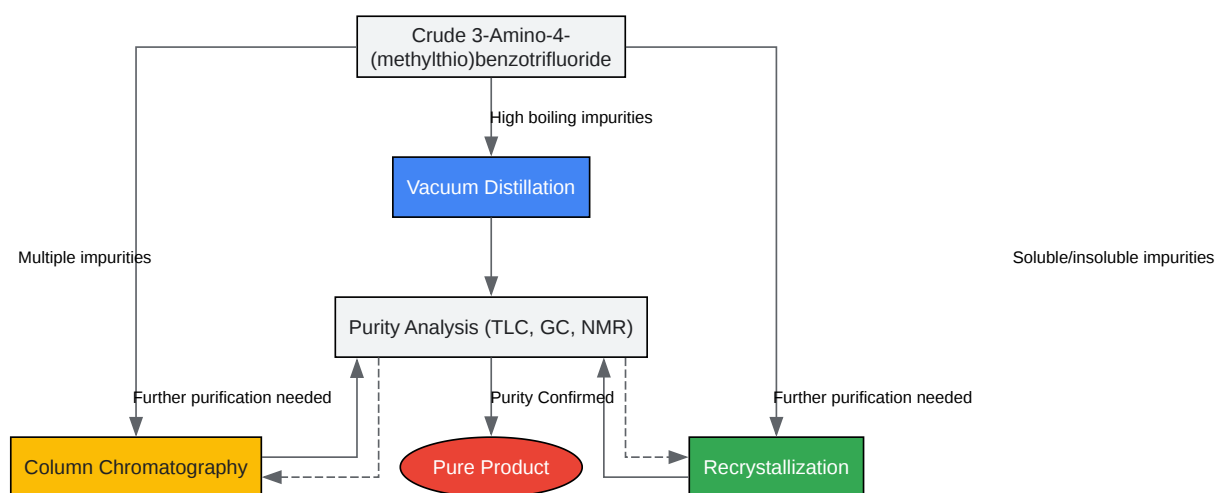 Crude 3-Amino-4-
(methylthio)benzotrifluoride
High boiling impurities
Vacuum Distillation
Multiple impurities
Soluble/insoluble impurities
Purity Analysis (TLC, GC, NMR)
Further purification needed
Purity Confirmed
Further purification needed
Column Chromatography
Pure Product
Recrystallization